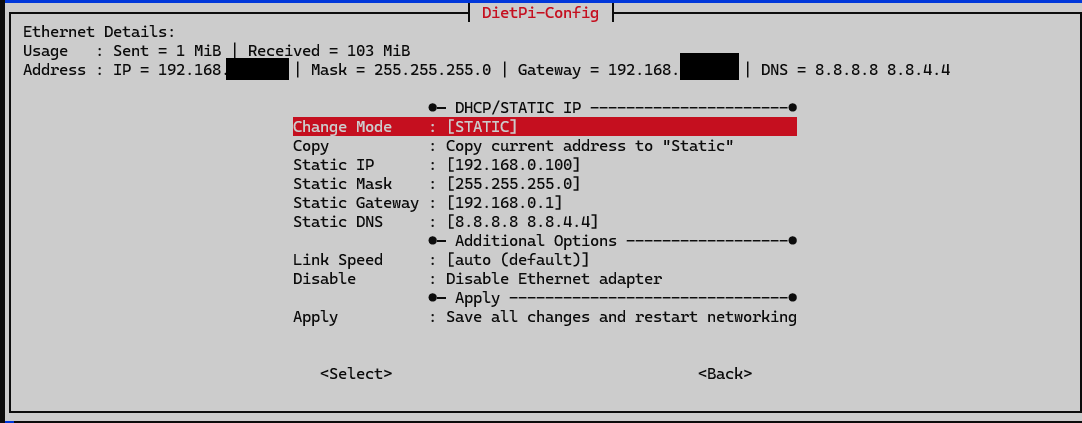 DietPi-Config
Ethernet Details:
Usage   : Sent = 1 MiB | Received = 103 MiB
Address : IP = 192.168. | Mask = 255.255.255.0 | Gateway = 192.168. | DNS = 8.8.8.8 8.8.4.4
●─ DHCP/STATIC IP ──────────────────────●
Change Mode    : [STATIC]
Copy           : Copy current address to "Static"
Static IP      : [192.168.0.100]
Static Mask    : [255.255.255.0]
Static Gateway : [192.168.0.1]
Static DNS     : [8.8.8.8 8.8.4.4]
●─ Additional Options ──────────────────●
Link Speed     : [auto (default)]
Disable        : Disable Ethernet adapter
●─ Apply ───────────────────────────────●
Apply          : Save all changes and restart networking
<Select>
<Back>